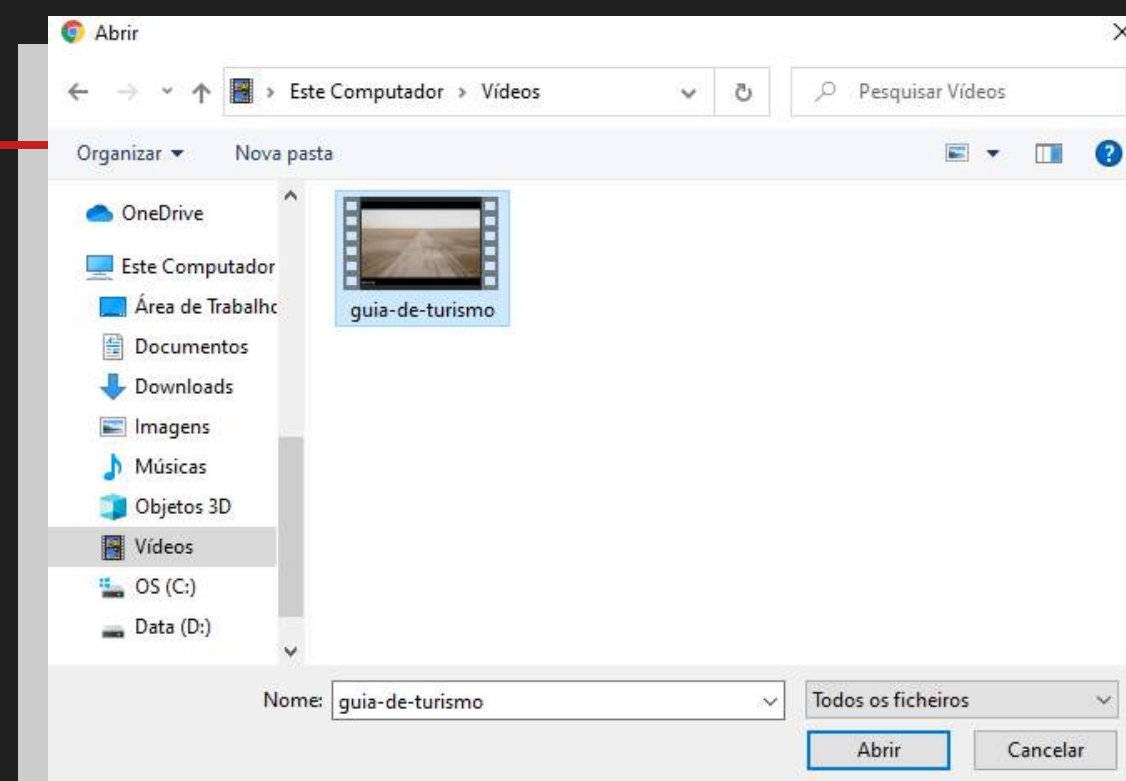 Abrir
Este Computador > Vídeos
Pesquisar Vídeos
Organizar
Nova pasta
OneDrive
Este Computador
Área de Trabalho
Documentos
Downloads
Imagens
Músicas
Objetos 3D
Vídeos
OS (C:)
Data (D:)
guia-de-turismo
Nome: guia-de-turismo
Todos os ficheiros
Abrir
Cancelar